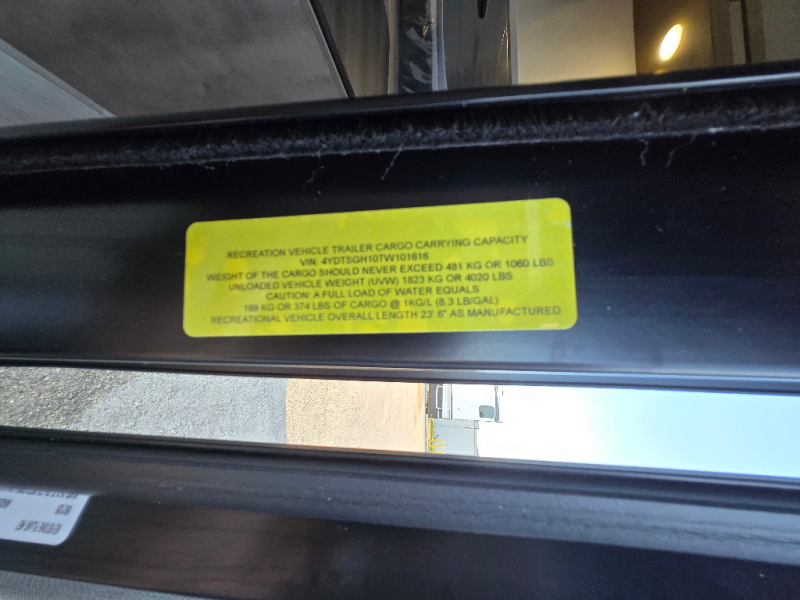 RECREATION VEHICLE TRAILER CARGO CARRYING CAPACITY
VIN: 4YDTSGH10TW101616
WEIGHT OF THE CARGO SHOULD NEVER EXCEED 481 KG OR 1060 LBS
UNLOADED VEHICLE WEIGHT (UVW) 1823 KG OR 4020 LBS
CAUTION: A FULL LOAD OF WATER EQUALS
169 KG OR 374 LBS OF CARGO @ 1KG/L (8.3 LB/GAL)
RECREATIONAL VEHICLE OVERALL LENGTH 23' 6" AS MANUFACTURED